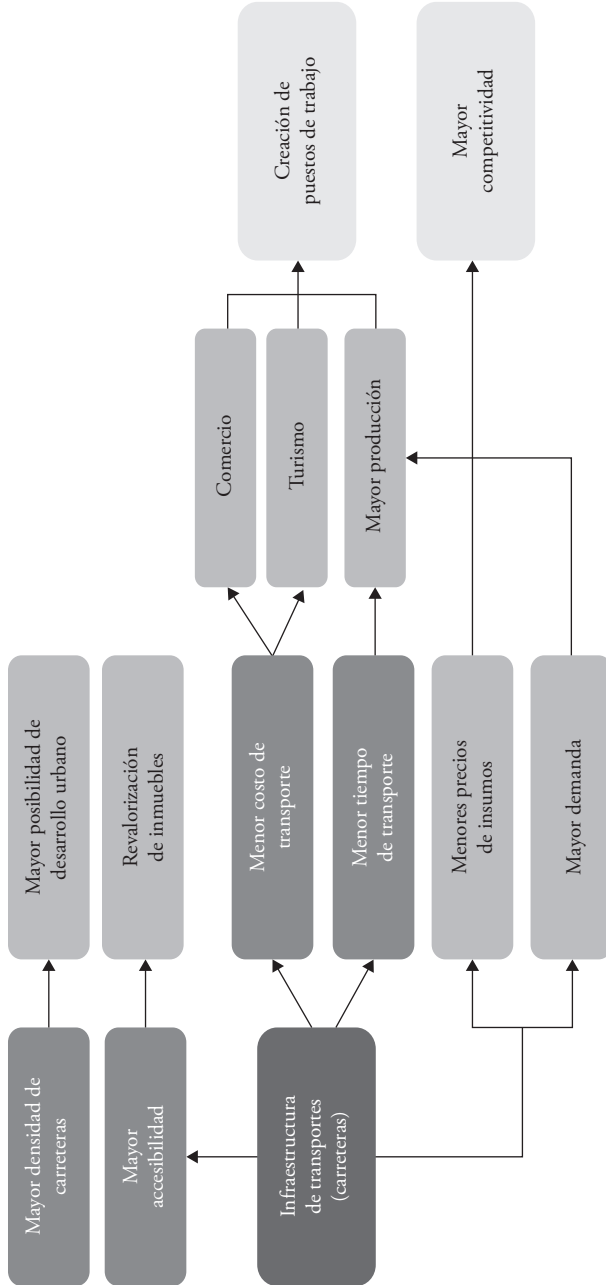 Mayor densidad de
carreteras
Mayor posibilidad de
desarrollo urbano
Mayor
accesibilidad
Revalorización
de inmuebles
Infraestructura
de transportes
(carreteras)
Menor costo de
transporte
Menor tiempo
de transporte
Comercio
Turismo
Mayor producción
Creación de
puestos de trabajo
Menores precios
de insumos
Mayor demanda
Mayor
competitividad